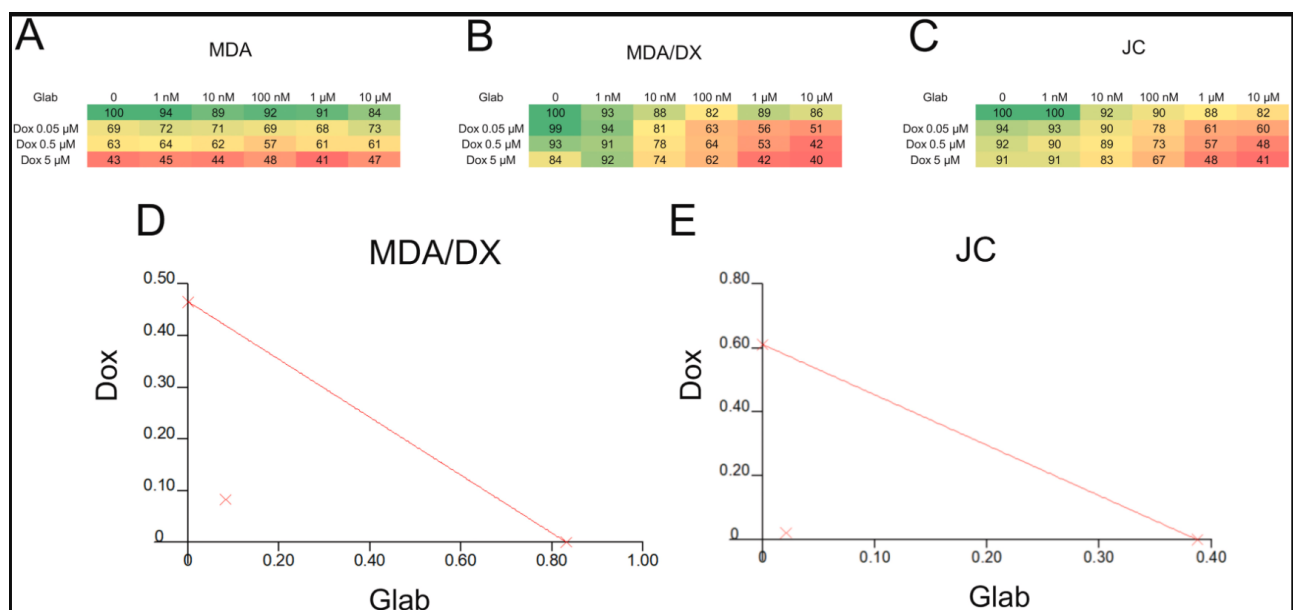 A
MDA
Glab 0 1 nM 10 nM 100 nM 1 µM 10 µM
100 94 89 92 91 84
Dox 0.05 µM 69 72 71 69 68 73
Dox 0.5 µM 63 64 62 57 61 61
Dox 5 µM 43 45 44 48 41 47
B
MDA/DX
Glab 0 1 nM 10 nM 100 nM 1 µM 10 µM
100 93 88 82 89 86
Dox 0.05 µM 99 94 81 63 56 51
Dox 0.5 µM 93 91 78 64 53 42
Dox 5 µM 84 92 74 62 42 40
C
JC
Glab 0 1 nM 10 nM 100 nM 1 µM 10 µM
100 100 92 90 88 82
Dox 0.05 µM 94 93 90 78 61 60
Dox 0.5 µM 92 90 89 73 57 48
Dox 5 µM 91 91 83 67 48 41
D
MDA/DX
0.50
0.40
0.30
0.20
0.10
0
Dox
0 0.20 0.40 0.60 0.80 1.00
Glab
E
JC
0.80
0.60
0.40
0.20
0
Dox
0 0.10 0.20 0.30 0.40
Glab